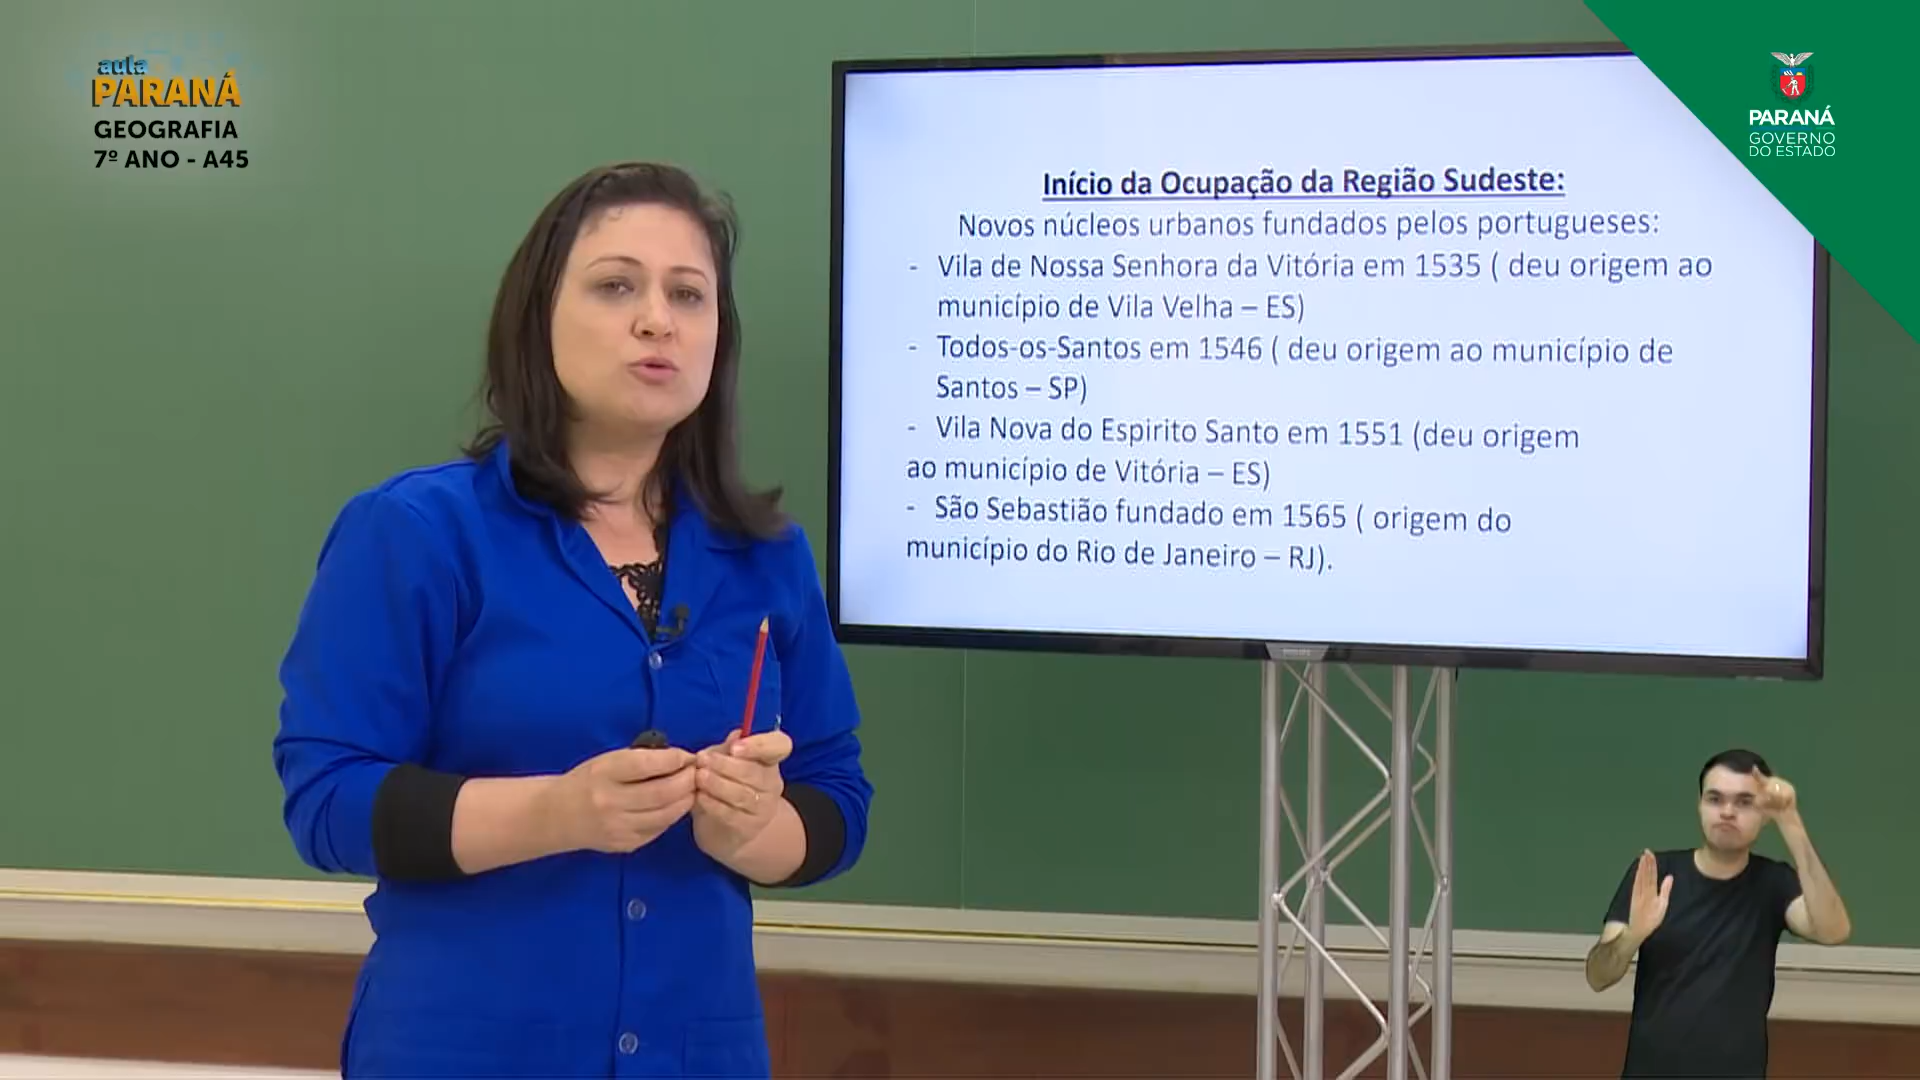 aula
PARANÁ
GEOGRAFIA
7º ANO - A45
PARANÁ
GOVERNO
DO ESTADO
Início da Ocupação da Região Sudeste:
Novos núcleos urbanos fundados pelos portugueses:
- Vila de Nossa Senhora da Vitória em 1535 ( deu origem ao
município de Vila Velha – ES)
- Todos-os-Santos em 1546 ( deu origem ao município de
Santos – SP)
- Vila Nova do Espirito Santo em 1551 (deu origem
ao município de Vitória – ES)
- São Sebastião fundado em 1565 ( origem do
município do Rio de Janeiro – RJ).
PHILIPS